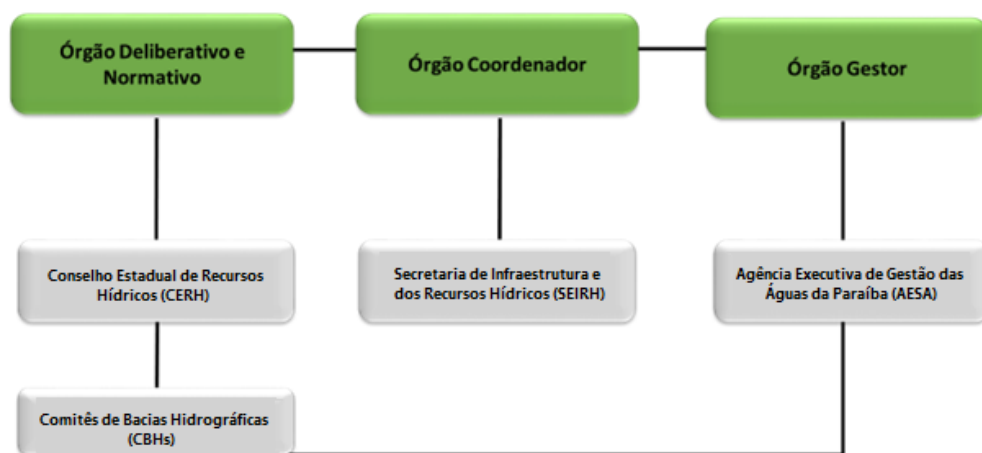 Órgão Deliberativo e
Normativo
Órgão Coordenador
Órgão Gestor
Conselho Estadual de Recursos
Hídricos (CERH)
Secretaria de Infraestrutura e
dos Recursos Hídricos (SEIRH)
Agência Executiva de Gestão das
Águas da Paraíba (AESA)
Comitês de Bacias Hidrográficas
(CBHs)